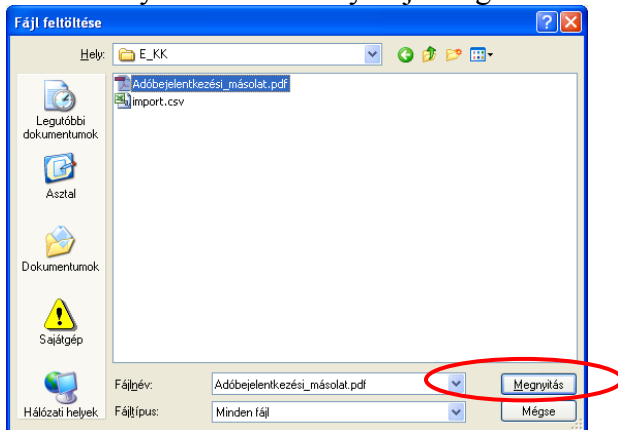 Fájl feltöltése
Hely: E_KK
Adóbejelentkezési_másolat.pdf
import.csv
Legutóbbi
dokumentumok
Asztal
Dokumentumok
Sajátgép
Hálózati helyek
Fájlnév: Adóbejelentkezési_másolat.pdf Megnyitás
Fájltípus: Minden fájl Mégse